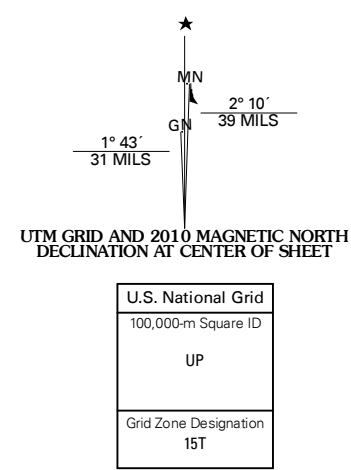 MN
2° 10´
39 MILS
GN
1° 43´
31 MILS
UTM GRID AND 2010 MAGNETIC NORTH
DECLINATION AT CENTER OF SHEET
U.S. National Grid
100,000-m Square ID
UP
Grid Zone Designation
15T